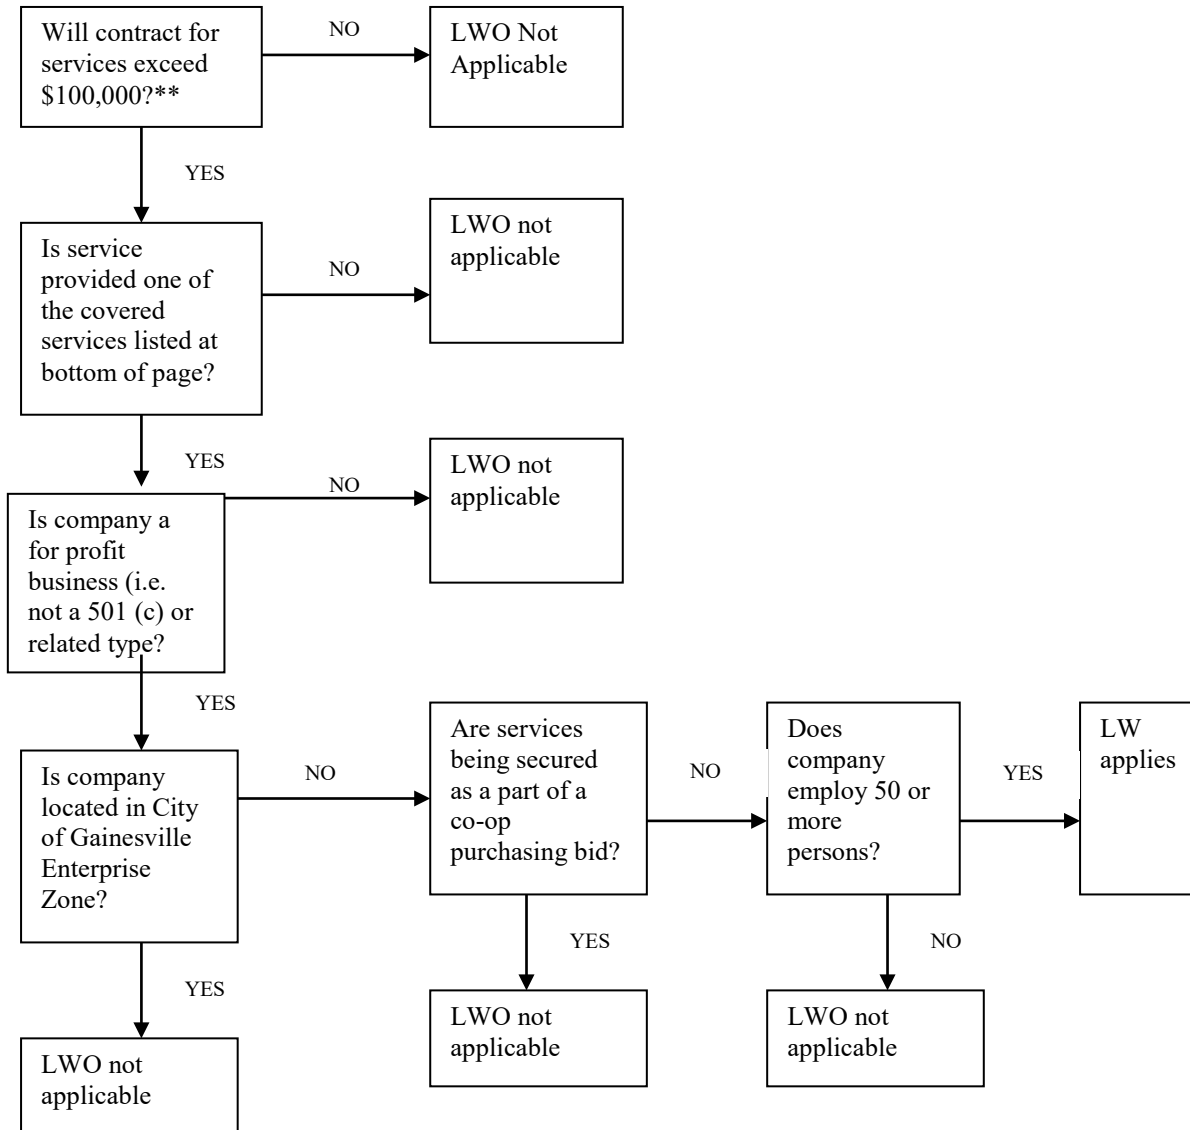 Will contract for
services exceed
$100,000?**
NO
LWO Not
Applicable
YES
Is service
provided one of
the covered
services listed at
bottom of page?
NO
LWO not
applicable
YES
Is company a
for profit
business (i.e.
not a 501 (c) or
related type?
NO
LWO not
applicable
YES
Is company
located in City
of Gainesville
Enterprise
Zone?
NO
Are services
being secured
as a part of a
co-op
purchasing bid?
NO
Does
company
employ 50 or
more
persons?
YES
LW
applies
YES
LWO not
applicable
YES
LWO not
applicable
NO
LWO not
applicable